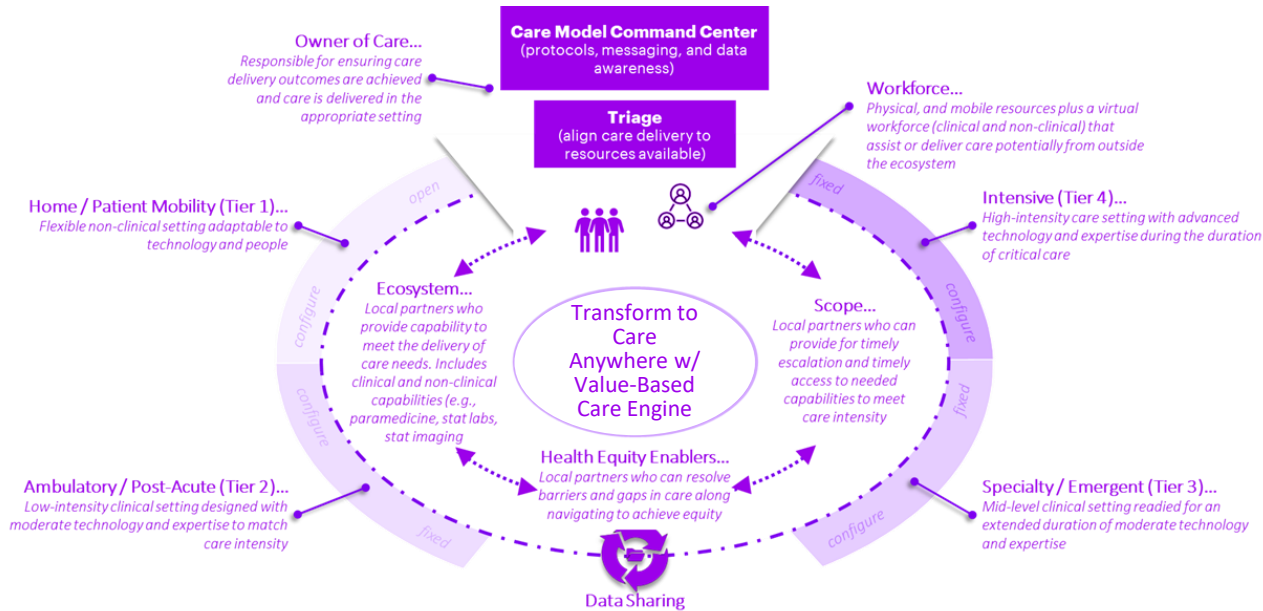 Care Model Command Center
(protocols, messaging, and data
awareness)
Owner of Care...
Responsible for ensuring care
delivery outcomes are achieved
and care is delivered in the
appropriate setting
Triage
(align care delivery to
resources available)
Workforce...
Physical, and mobile resources plus a virtual
workforce (clinical and non-clinical) that
assist or deliver care potentially from outside
the ecosystem
open
fixed
Home / Patient Mobility (Tier 1)...
Flexible non-clinical setting adaptable to
technology and people
Intensive (Tier 4)...
High-intensity care setting with advanced
technology and expertise during the duration
of critical care
configure
configure
Ecosystem...
Local partners who
provide capability to
meet the delivery of
care needs. Includes
clinical and non-clinical
capabilities (e.g.,
paramedicine, stat labs,
stat imaging
Transform to
Care
Anywhere w/
Value-Based
Care Engine
Scope...
Local partners who can
provide for timely
escalation and timely
access to needed
capabilities to meet
care intensity
configure
fixed
Health Equity Enablers...
Local partners who can resolve
barriers and gaps in care along
navigating to achieve equity
Ambulatory / Post-Acute (Tier 2)...
Low-intensity clinical setting designed with
moderate technology and expertise to match
care intensity
fixed
configure
Specialty / Emergent (Tier 3)...
Mid-level clinical setting readied for an
extended duration of moderate technology
and expertise
Data Sharing